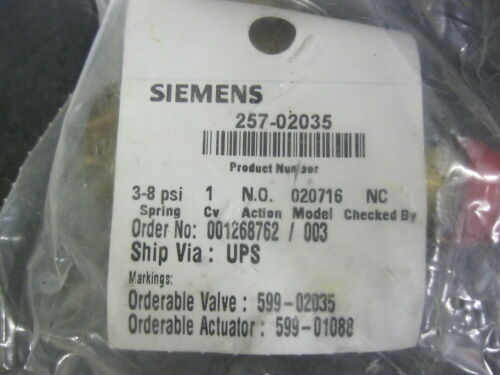 SIEMENS
257-02035
Product Number
3-8 psi 1 N.O. 020716 NC
Spring Cv Action Model Checked By
Order No: 001268762 / 003
Ship Via : UPS
Markings:
Orderable Valve : 599-02035
Orderable Actuator : 599-01088